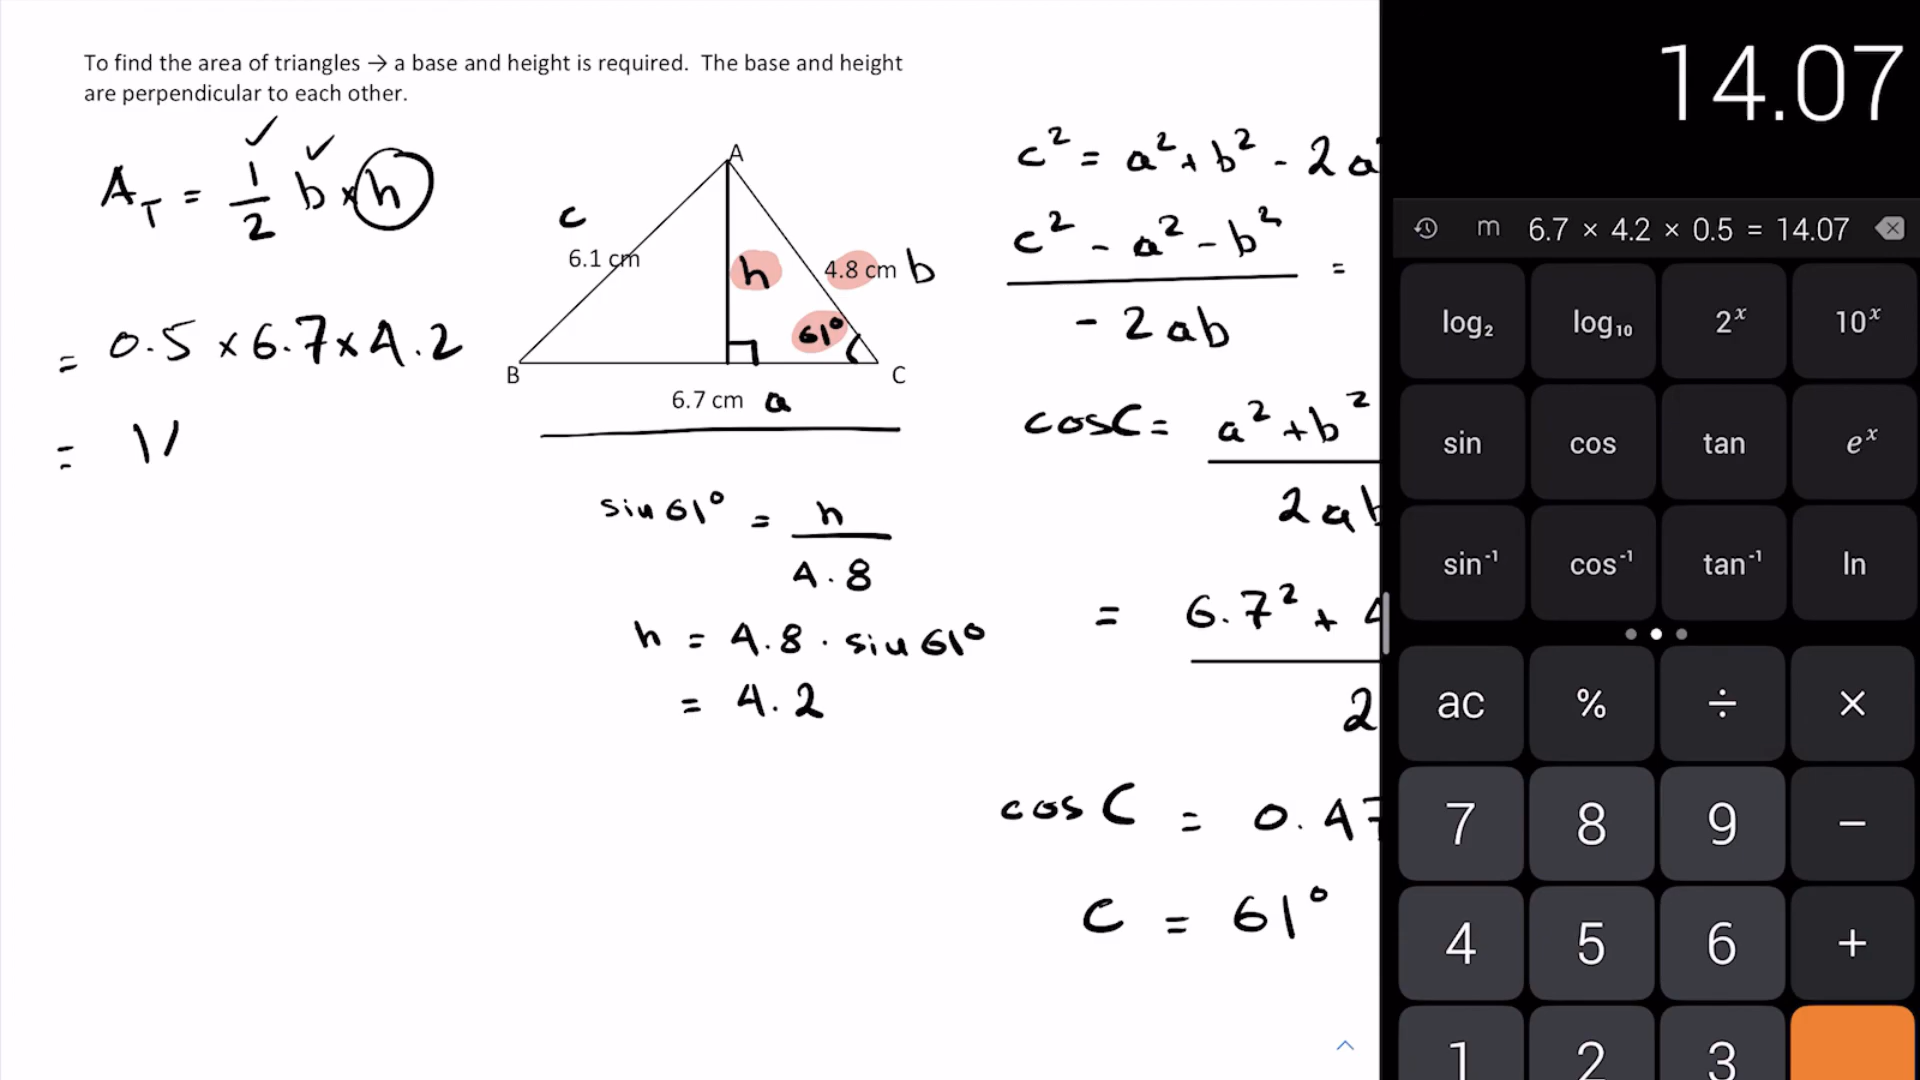 To find the area of triangles → a base and height is required. The base and height
are perpendicular to each other.
A_T = 1/2 b × h
= 0.5 × 6.7 × 4.2
=
A
c
6.1 cm
h
4.8 cm b
61°
B
C
6.7 cm a
sin 61° = h / 4.8
h = 4.8 · sin 61°
= 4.2
c² = a² + b² - 2a
c² - a² - b² / - 2ab =
cos C = a² + b² / 2ab
= 6.7² + 4 / 2
cos C = 0.47
C = 61°
14.07
m 6.7 × 4.2 × 0.5 = 14.07
log₂ log₁₀ 2ˣ 10ˣ
sin cos tan eˣ
sin⁻¹ cos⁻¹ tan⁻¹ ln
ac % ÷ ×
7 8 9 −
4 5 6 +
1 2 3